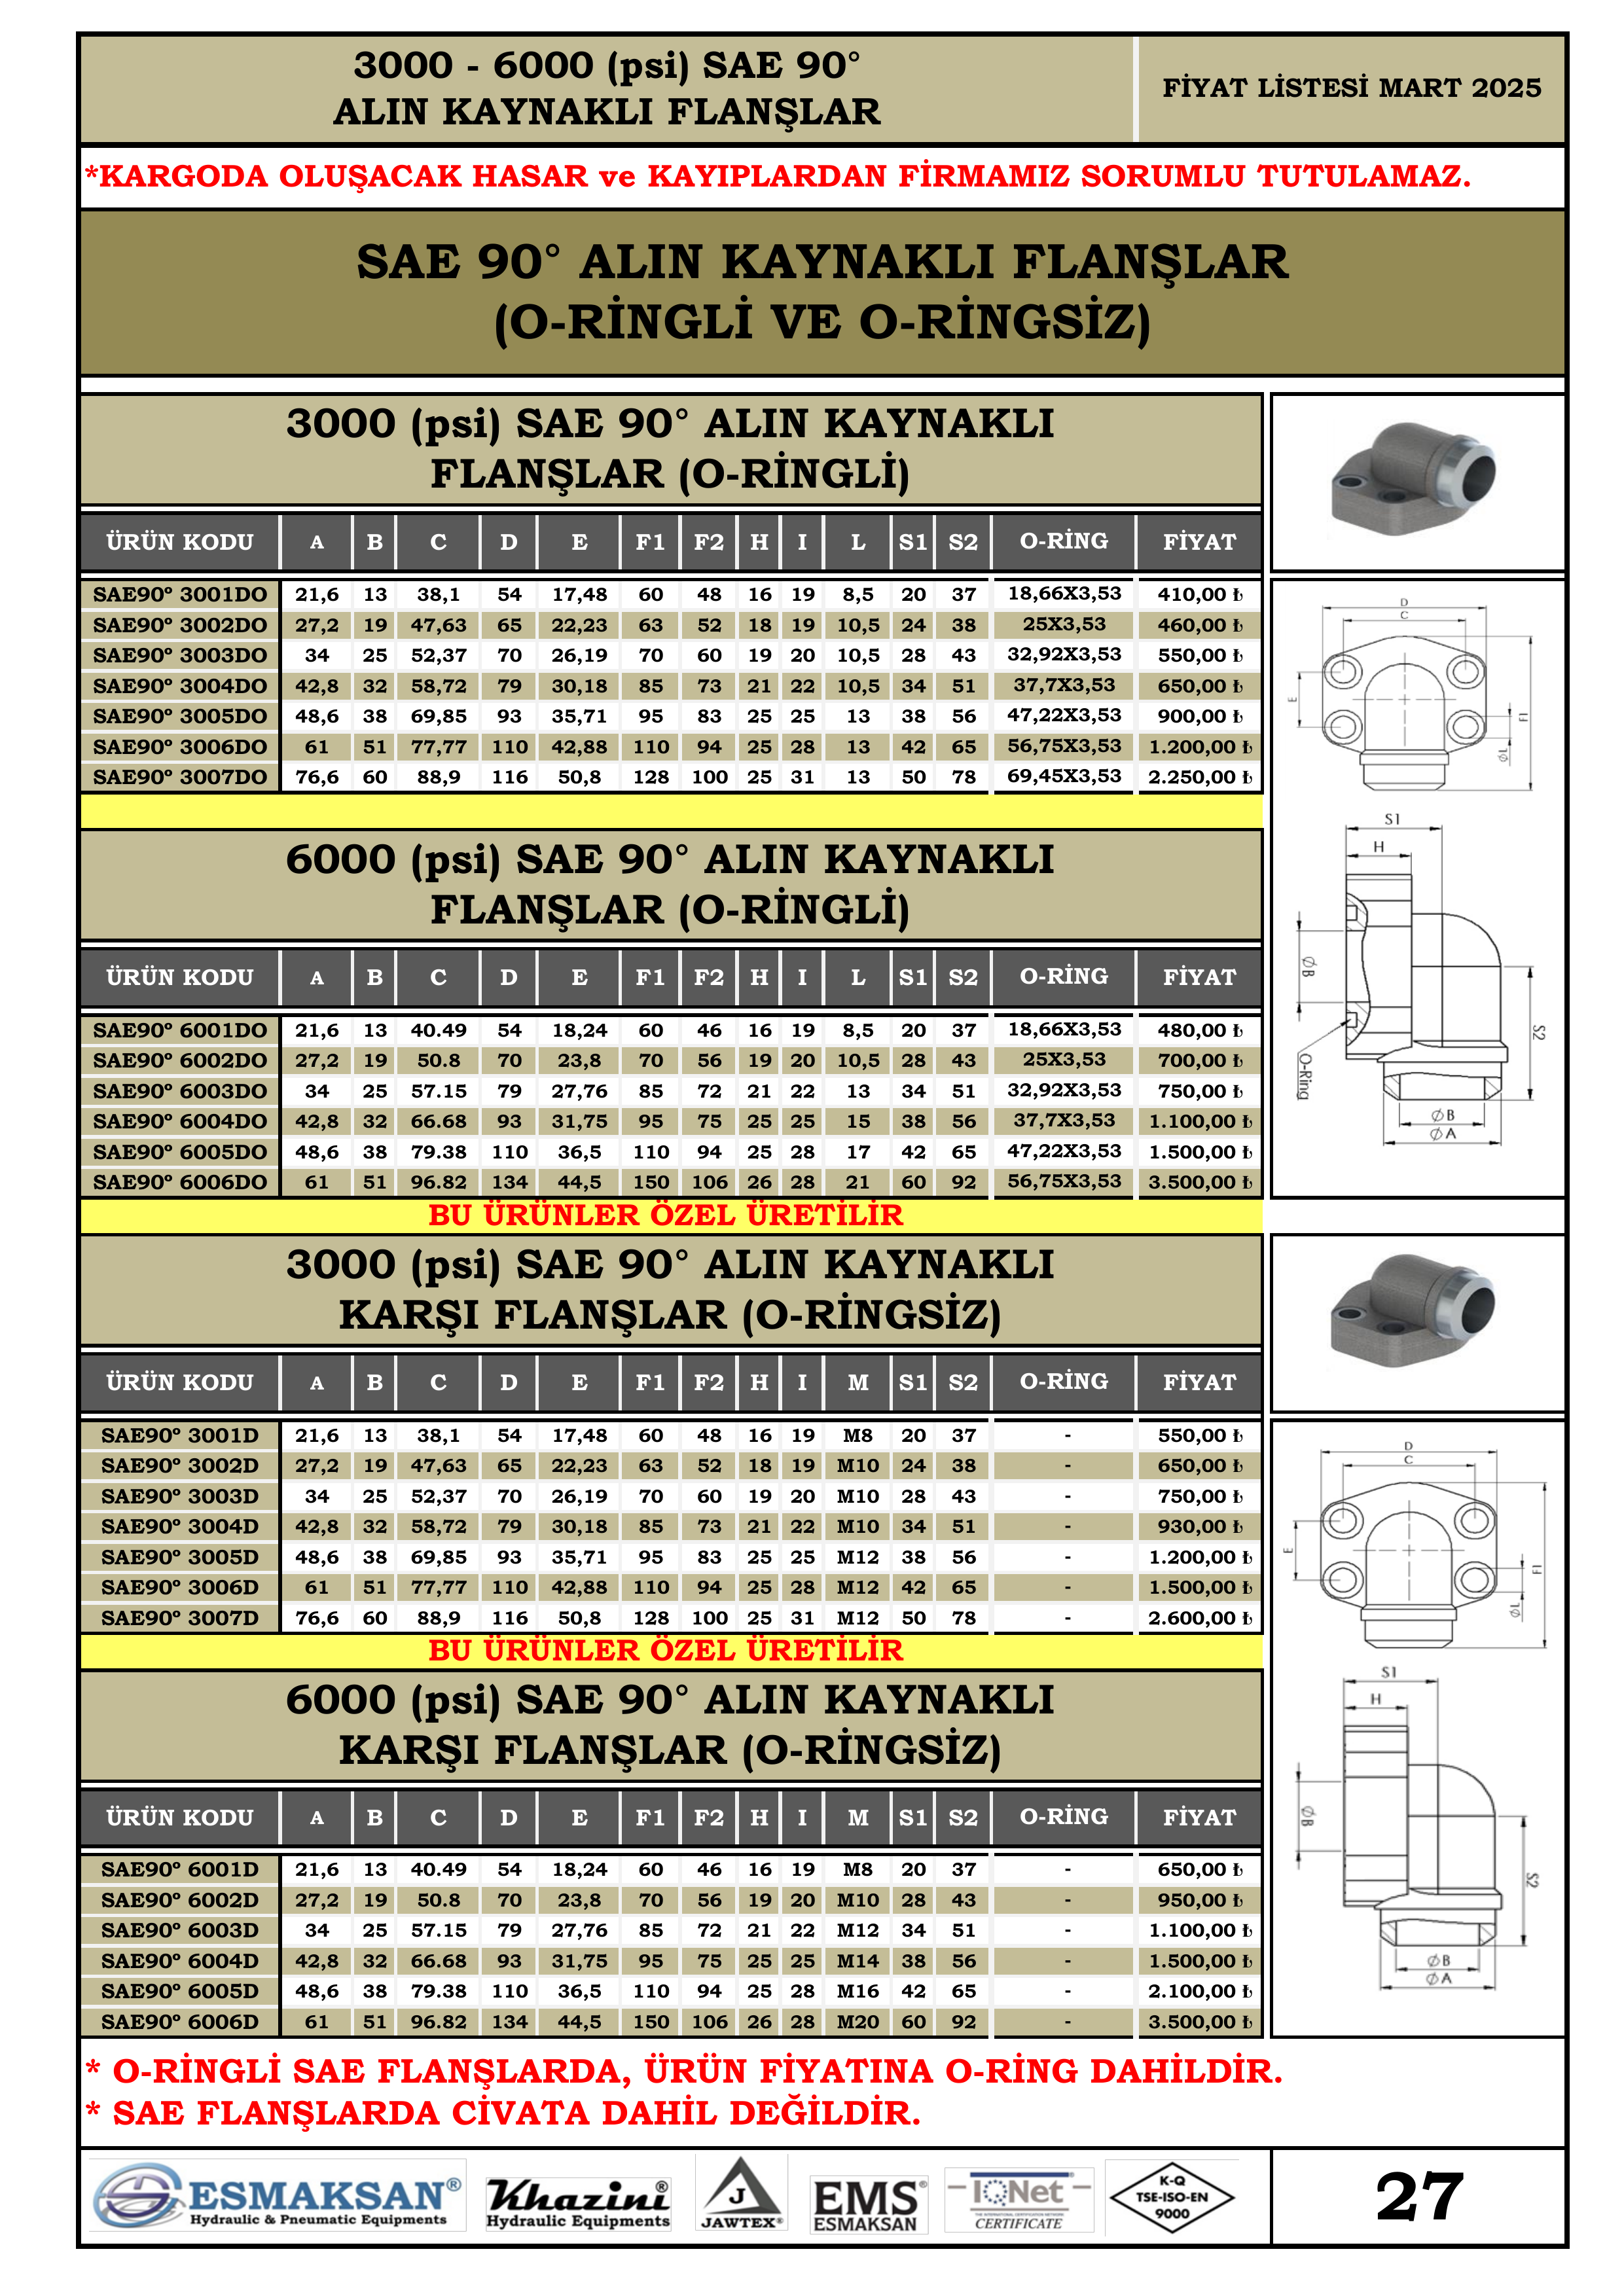 3000 - 6000 (psi) SAE 90°
ALIN KAYNAKLI FLANŞLAR
FİYAT LİSTESİ MART 2025
*KARGODA OLUŞACAK HASAR ve KAYIPLARDAN FİRMAMIZ SORUMLU TUTULAMAZ.
SAE 90° ALIN KAYNAKLI FLANŞLAR
(O-RİNGLİ VE O-RİNGSİZ)
3000 (psi) SAE 90° ALIN KAYNAKLI
FLANŞLAR (O-RİNGLİ)
ÜRÜN KODU A B C D E F1 F2 H I L S1 S2 O-RİNG FİYAT
SAE90º 3001DO 21,6 13 38,1 54 17,48 60 48 16 19 8,5 20 37 18,66X3,53 410,00 ₺
SAE90º 3002DO 27,2 19 47,63 65 22,23 63 52 18 19 10,5 24 38 25X3,53 460,00 ₺
SAE90º 3003DO 34 25 52,37 70 26,19 70 60 19 20 10,5 28 43 32,92X3,53 550,00 ₺
SAE90º 3004DO 42,8 32 58,72 79 30,18 85 73 21 22 10,5 34 51 37,7X3,53 650,00 ₺
SAE90º 3005DO 48,6 38 69,85 93 35,71 95 83 25 25 13 38 56 47,22X3,53 900,00 ₺
SAE90º 3006DO 61 51 77,77 110 42,88 110 94 25 28 13 42 65 56,75X3,53 1.200,00 ₺
SAE90º 3007DO 76,6 60 88,9 116 50,8 128 100 25 31 13 50 78 69,45X3,53 2.250,00 ₺
D
C
E
F1
ØL
6000 (psi) SAE 90° ALIN KAYNAKLI
FLANŞLAR (O-RİNGLİ)
ÜRÜN KODU A B C D E F1 F2 H I L S1 S2 O-RİNG FİYAT
SAE90º 6001DO 21,6 13 40.49 54 18,24 60 46 16 19 8,5 20 37 18,66X3,53 480,00 ₺
SAE90º 6002DO 27,2 19 50.8 70 23,8 70 56 19 20 10,5 28 43 25X3,53 700,00 ₺
SAE90º 6003DO 34 25 57.15 79 27,76 85 72 21 22 13 34 51 32,92X3,53 750,00 ₺
SAE90º 6004DO 42,8 32 66.68 93 31,75 95 75 25 25 15 38 56 37,7X3,53 1.100,00 ₺
SAE90º 6005DO 48,6 38 79.38 110 36,5 110 94 25 28 17 42 65 47,22X3,53 1.500,00 ₺
SAE90º 6006DO 61 51 96.82 134 44,5 150 106 26 28 21 60 92 56,75X3,53 3.500,00 ₺
S1
H
ØB
S2
O-Ring
ØB
ØA
BU ÜRÜNLER ÖZEL ÜRETİLİR
3000 (psi) SAE 90° ALIN KAYNAKLI
KARŞI FLANŞLAR (O-RİNGSİZ)
ÜRÜN KODU A B C D E F1 F2 H I M S1 S2 O-RİNG FİYAT
SAE90º 3001D 21,6 13 38,1 54 17,48 60 48 16 19 M8 20 37 - 550,00 ₺
SAE90º 3002D 27,2 19 47,63 65 22,23 63 52 18 19 M10 24 38 - 650,00 ₺
SAE90º 3003D 34 25 52,37 70 26,19 70 60 19 20 M10 28 43 - 750,00 ₺
SAE90º 3004D 42,8 32 58,72 79 30,18 85 73 21 22 M10 34 51 - 930,00 ₺
SAE90º 3005D 48,6 38 69,85 93 35,71 95 83 25 25 M12 38 56 - 1.200,00 ₺
SAE90º 3006D 61 51 77,77 110 42,88 110 94 25 28 M12 42 65 - 1.500,00 ₺
SAE90º 3007D 76,6 60 88,9 116 50,8 128 100 25 31 M12 50 78 - 2.600,00 ₺
D
C
E
F1
ØL
BU ÜRÜNLER ÖZEL ÜRETİLİR
6000 (psi) SAE 90° ALIN KAYNAKLI
KARŞI FLANŞLAR (O-RİNGSİZ)
ÜRÜN KODU A B C D E F1 F2 H I M S1 S2 O-RİNG FİYAT
SAE90º 6001D 21,6 13 40.49 54 18,24 60 46 16 19 M8 20 37 - 650,00 ₺
SAE90º 6002D 27,2 19 50.8 70 23,8 70 56 19 20 M10 28 43 - 950,00 ₺
SAE90º 6003D 34 25 57.15 79 27,76 85 72 21 22 M12 34 51 - 1.100,00 ₺
SAE90º 6004D 42,8 32 66.68 93 31,75 95 75 25 25 M14 38 56 - 1.500,00 ₺
SAE90º 6005D 48,6 38 79.38 110 36,5 110 94 25 28 M16 42 65 - 2.100,00 ₺
SAE90º 6006D 61 51 96.82 134 44,5 150 106 26 28 M20 60 92 - 3.500,00 ₺
S1
H
ØB
S2
ØB
ØA
* O-RİNGLİ SAE FLANŞLARDA, ÜRÜN FİYATINA O-RİNG DAHİLDİR.
* SAE FLANŞLARDA CİVATA DAHİL DEĞİLDİR.
ESMAKSAN®
Hydraulic & Pneumatic Equipments
Khazini®
Hydraulic Equipments
J
JAWTEX®
EMS®
ESMAKSAN
IQNet
CERTIFICATE
K-Q
TSE-ISO-EN
9000
27